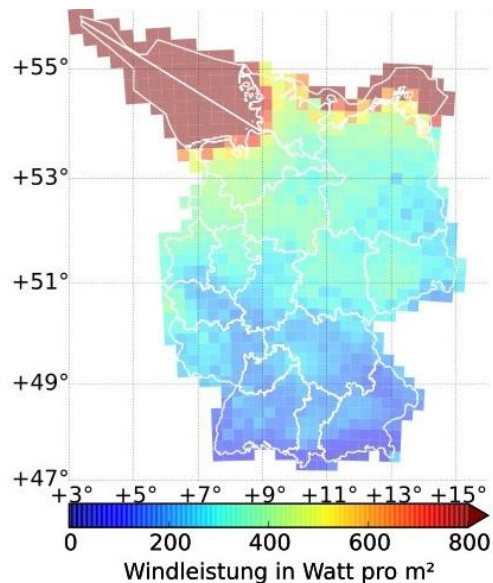 +55°
+53°
+51°
+49°
+47°
+3° +5° +7° +9° +11° +13° +15°
0 200 400 600 800
Windleistung in Watt pro m²